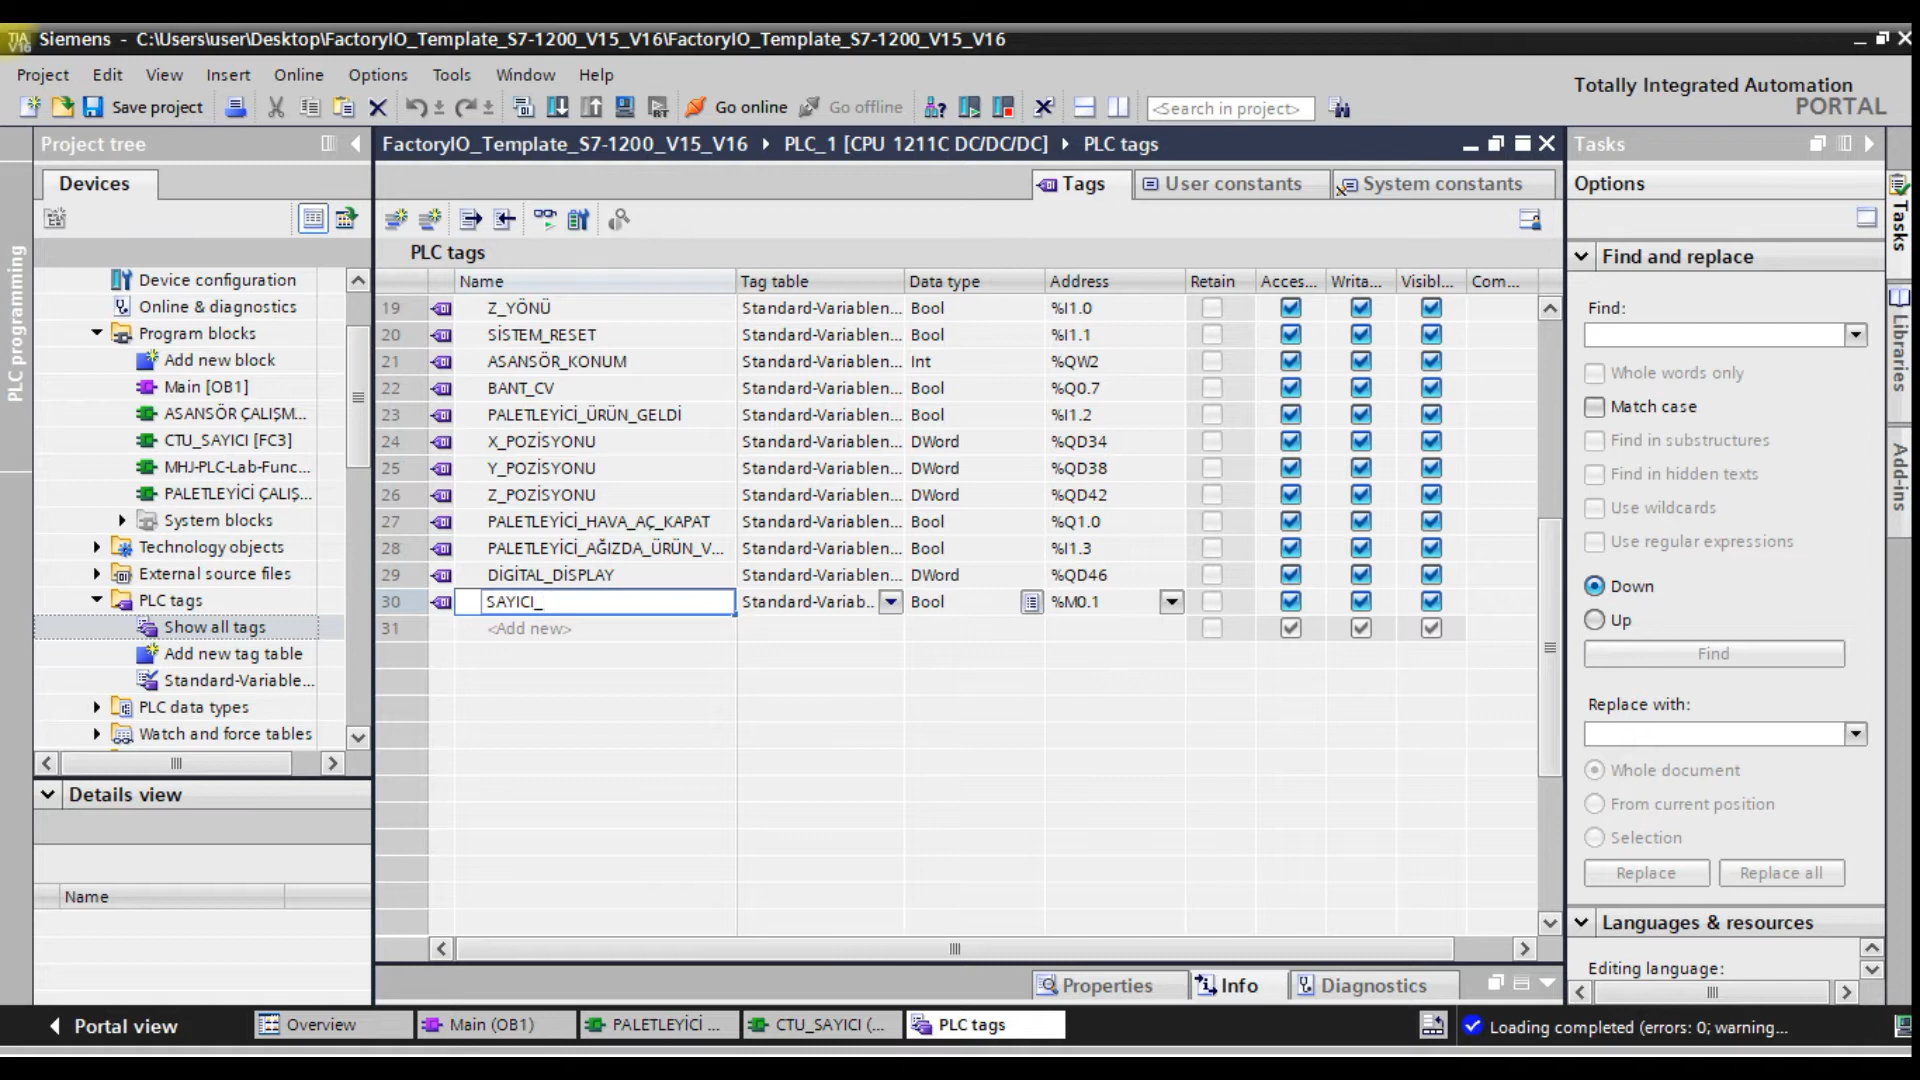 TIA V16 Siemens - C:\Users\user\Desktop\FactoryIO_Template_S7-1200_V15_V16\FactoryIO_Template_S7-1200_V15_V16
Project Edit View Insert Online Options Tools Window Help
Totally Integrated Automation
PORTAL
Save project Go online Go offline <Search in project>
Project tree
FactoryIO_Template_S7-1200_V15_V16 PLC_1 [CPU 1211C DC/DC/DC] PLC tags
Tasks
Devices
Tags User constants System constants
Options
PLC tags
Find and replace
Name Tag table Data type Address Retain Acces... Writa... Visibl... Com...
19 Z_YÖNÜ Standard-Variablen... Bool %I1.0
20 SİSTEM_RESET Standard-Variablen... Bool %I1.1
21 ASANSÖR_KONUM Standard-Variablen... Int %QW2
22 BANT_CV Standard-Variablen... Bool %Q0.7
23 PALETLEYİCİ_ÜRÜN_GELDİ Standard-Variablen... Bool %I1.2
24 X_POZİSYONU Standard-Variablen... DWord %QD34
25 Y_POZİSYONU Standard-Variablen... DWord %QD38
26 Z_POZİSYONU Standard-Variablen... DWord %QD42
27 PALETLEYİCİ_HAVA_AÇ_KAPAT Standard-Variablen... Bool %Q1.0
28 PALETLEYİCİ_AĞIZDA_ÜRÜN_V... Standard-Variablen... Bool %I1.3
29 DİGİTAL_DİSPLAY Standard-Variablen... DWord %QD46
30 SAYICI_ Standard-Variab.. Bool %M0.1
31 <Add new>
PLC programming
Device configuration
Online & diagnostics
Program blocks
Add new block
Main [OB1]
ASANSÖR ÇALIŞM...
CTU_SAYICI [FC3]
MHJ-PLC-Lab-Func...
PALETLEYİCİ ÇALIŞ...
System blocks
Technology objects
External source files
PLC tags
Show all tags
Add new tag table
Standard-Variable...
PLC data types
Watch and force tables
Details view
Name
Find:
Whole words only
Match case
Find in substructures
Find in hidden texts
Use wildcards
Use regular expressions
Down
Up
Find
Replace with:
Whole document
From current position
Selection
Replace Replace all
Languages & resources
Editing language:
Tasks
Libraries
Add-ins
Properties Info Diagnostics
Portal view Overview Main (OB1) PALETLEYİCİ ... CTU_SAYICI (... PLC tags Loading completed (errors: 0; warning...